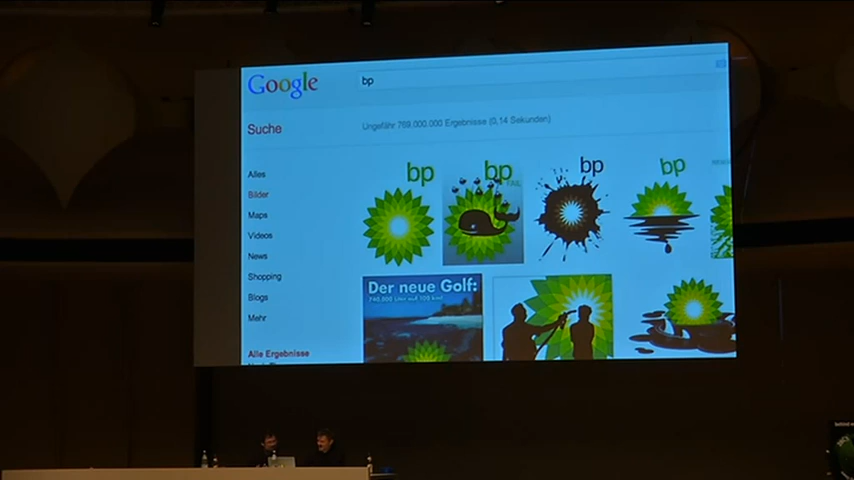 Google
bp
Suche
Ungefähr 769.000.000 Ergebnisse (0,14 Sekunden)
Alles
Bilder
Maps
Videos
News
Shopping
Blogs
Mehr
Alle Ergebnisse
bp
bp
FAIL
bp
bp
Der neue Golf: